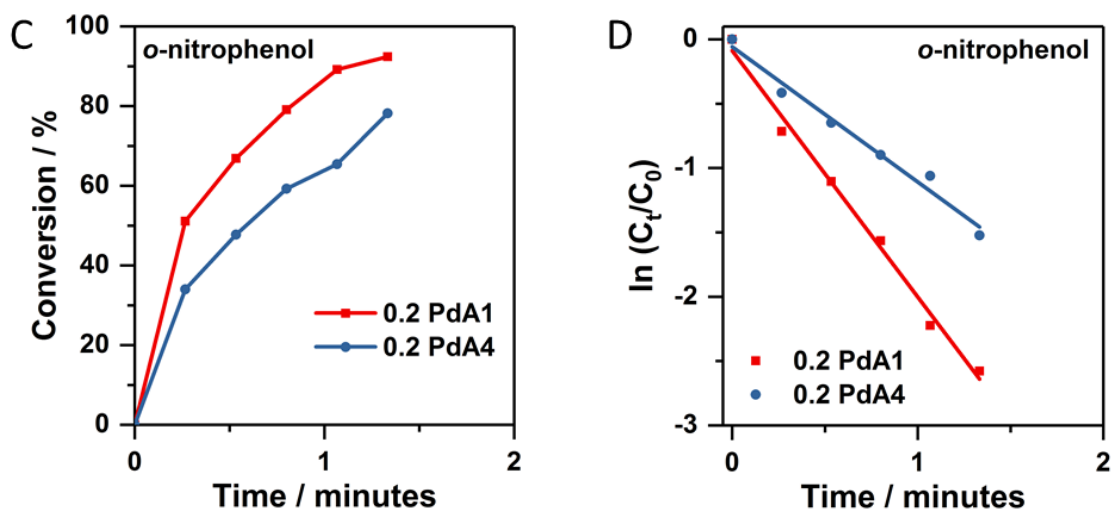 C
o-nitrophenol
Conversion / %
100
80
60
40
20
0
0.2 PdA1
0.2 PdA4
0
1
2
Time / minutes
D
o-nitrophenol
ln (Cₜ/C₀)
0
-1
-2
-3
0.2 PdA1
0.2 PdA4
0
1
2
Time / minutes